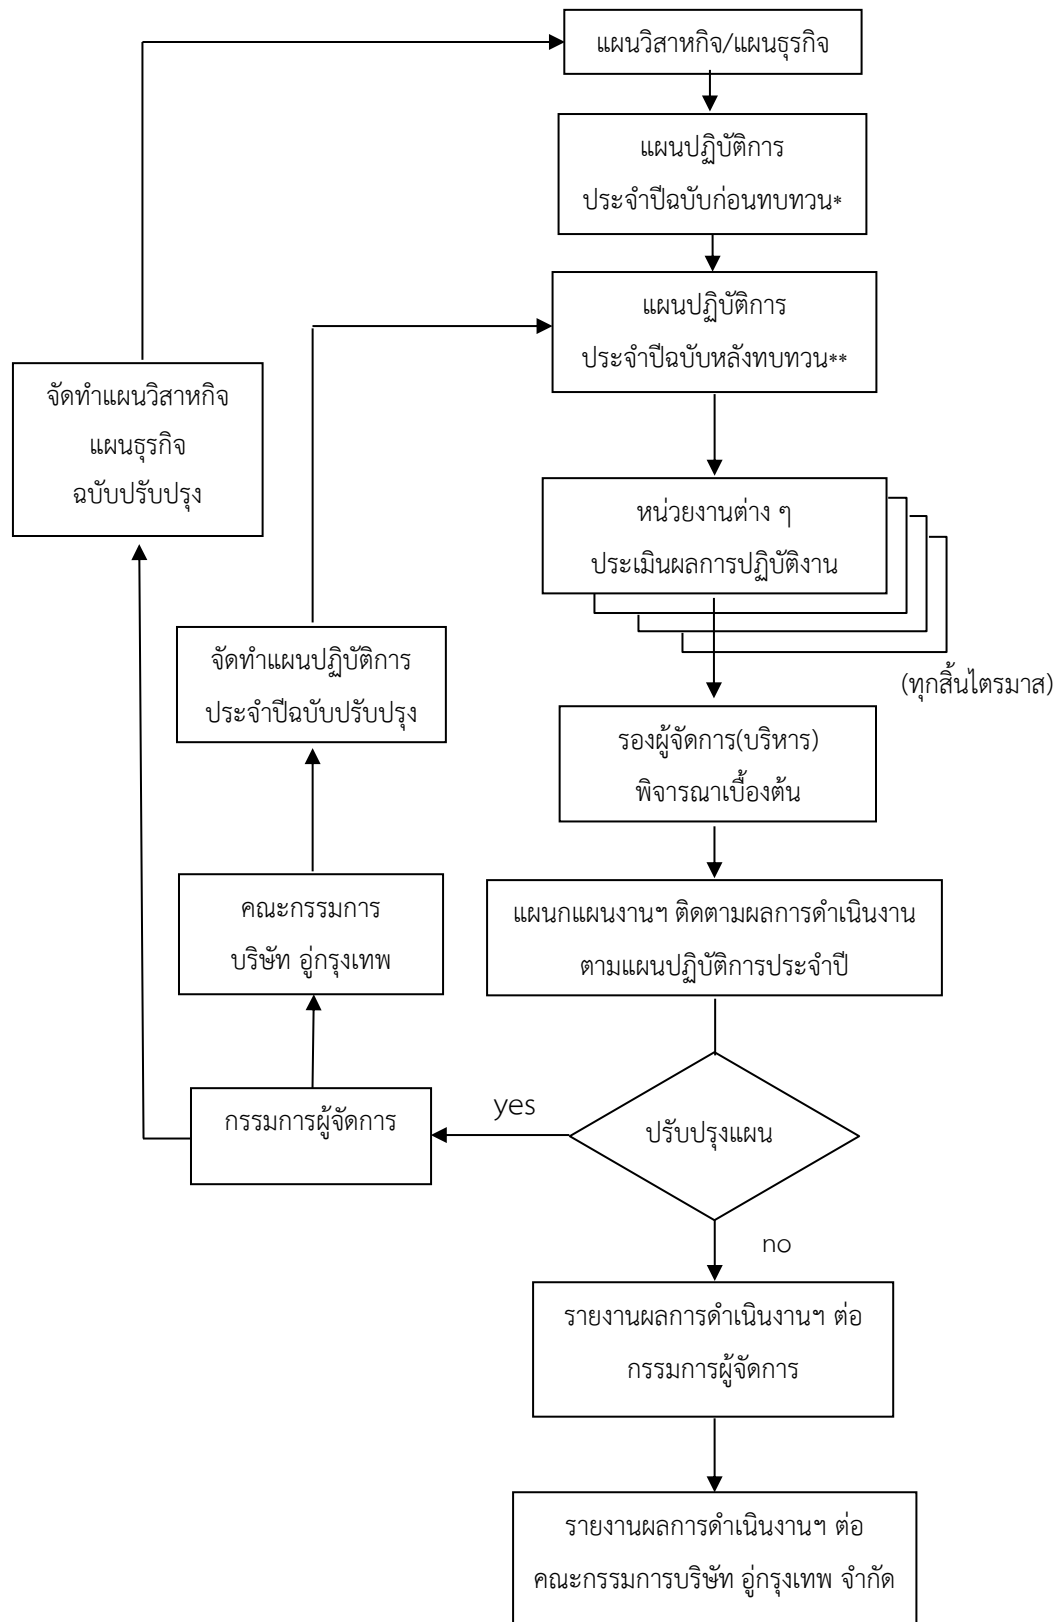 แผนวิสาหกิจ/แผนธุรกิจ
แผนปฏิบัติการ
ประจำปีฉบับก่อนทบทวน*
แผนปฏิบัติการ
ประจำปีฉบับหลังทบทวน**
จัดทำแผนวิสาหกิจ
แผนธุรกิจ
ฉบับปรับปรุง
หน่วยงานต่าง ๆ
ประเมินผลการปฏิบัติงาน
(ทุกสิ้นไตรมาส)
จัดทำแผนปฏิบัติการ
ประจำปีฉบับปรับปรุง
รองผู้จัดการ(บริหาร)
พิจารณาเบื้องต้น
คณะกรรมการ
บริษัท อู่กรุงเทพ
แผนกแผนงานฯ ติดตามผลการดำเนินงาน
ตามแผนปฏิบัติการประจำปี
กรรมการผู้จัดการ
yes
ปรับปรุงแผน
no
รายงานผลการดำเนินงานฯ ต่อ
กรรมการผู้จัดการ
รายงานผลการดำเนินงานฯ ต่อ
คณะกรรมการบริษัท อู่กรุงเทพ จำกัด